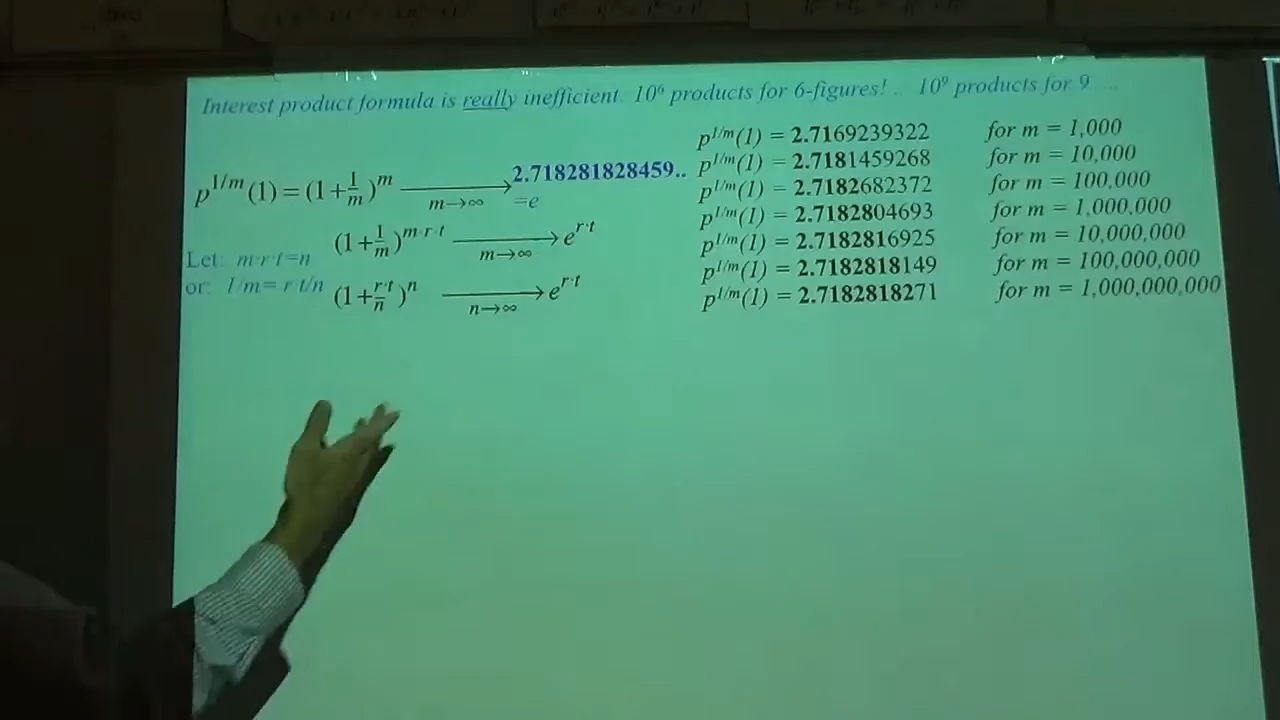 Interest product formula is really inefficient. 10⁶ products for 6-figures! .. 10⁹ products for 9 ....
p^{1/m}(1) = (1+1/m)^m → m→∞ 2.718281828459.. =e
(1+1/m)^{m·r·t} → m→∞ e^{r·t}
Let: m·r·t=n
or: 1/m= r·t/n (1+r·t/n)^n → n→∞ e^{r·t}
p^{1/m}(1) = 2.7169239322 for m = 1,000
p^{1/m}(1) = 2.7181459268 for m = 10,000
p^{1/m}(1) = 2.7182682372 for m = 100,000
p^{1/m}(1) = 2.7182804693 for m = 1,000,000
p^{1/m}(1) = 2.7182816925 for m = 10,000,000
p^{1/m}(1) = 2.7182818149 for m = 100,000,000
p^{1/m}(1) = 2.7182818271 for m = 1,000,000,000